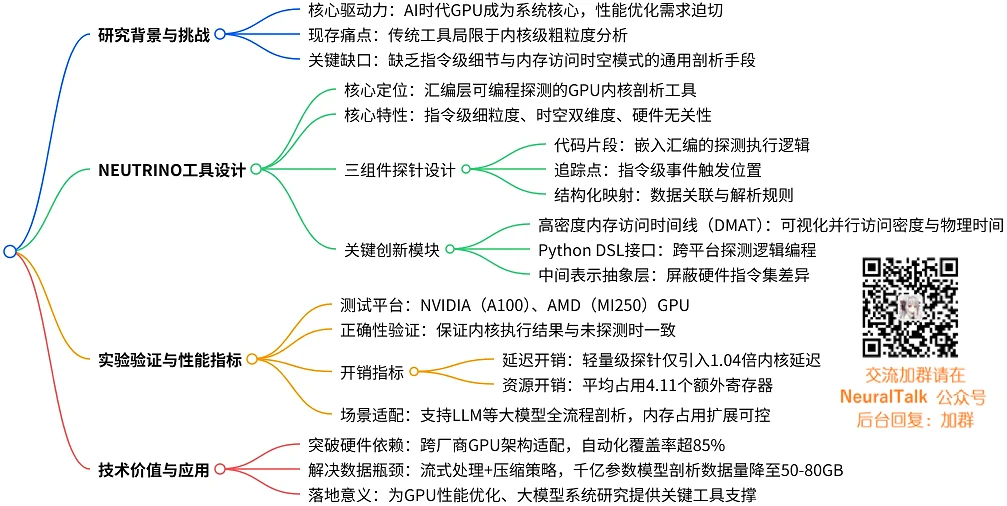 研究背景与挑战
核心驱动力：AI时代GPU成为系统核心，性能优化需求迫切
现存痛点：传统工具局限于内核级粗粒度分析
关键缺口：缺乏指令级细节与内存访问时空模式的通用剖析手段
NEUTRINO工具设计
核心定位：汇编层可编程探测的GPU内核剖析工具
核心特性：指令级细粒度、时空双维度、硬件无关性
三组件探针设计
代码片段：嵌入汇编的探测执行逻辑
追踪点：指令级事件触发位置
结构化映射：数据关联与解析规则
关键创新模块
高密度内存访问时间线（DMAT）：可视化并行访问密度与物理时间
Python DSL接口：跨平台探测逻辑编程
中间表示抽象层：屏蔽硬件指令集差异
实验验证与性能指标
测试平台：NVIDIA（A100）、AMD（MI250）GPU
正确性验证：保证内核执行结果与未探测时一致
开销指标
延迟开销：轻量级探针仅引入1.04倍内核延迟
资源开销：平均占用4.11个额外寄存器
场景适配：支持LLM等大模型全流程剖析，内存占用扩展可控
技术价值与应用
突破硬件依赖：跨厂商GPU架构适配，自动化覆盖率超85%
解决数据瓶颈：流式处理+压缩策略，千亿参数模型剖析数据量降至50-80GB
落地意义：为GPU性能优化、大模型系统研究提供关键工具支撑
交流加群请在
NeuralTalk 公众号
后台回复：加群